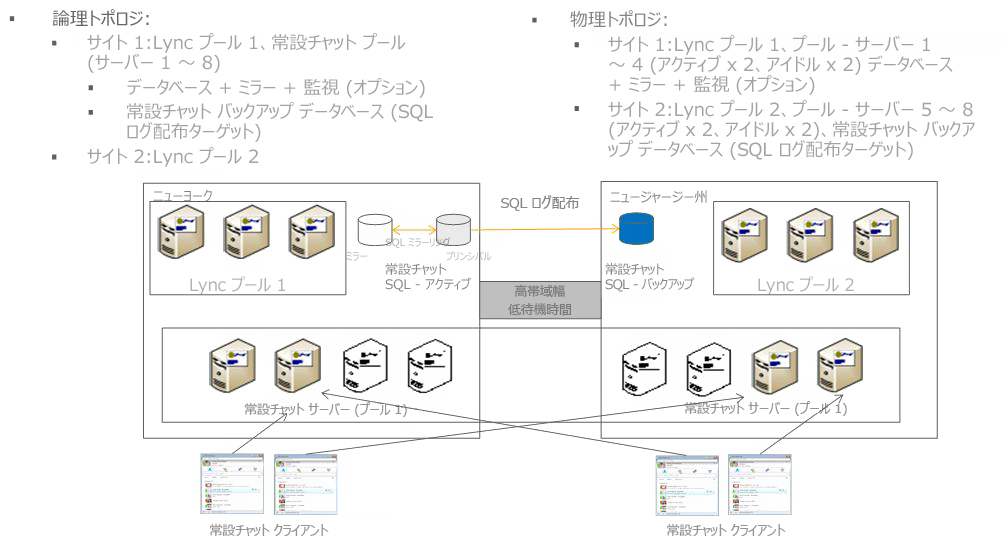 論理トポロジ:
サイト 1:Lync プール 1、常設チャット プール
(サーバー 1 ～ 8)
データベース + ミラー + 監視 (オプション)
常設チャット バックアップ データベース (SQL
ログ配布ターゲット)
サイト 2:Lync プール 2
物理トポロジ:
サイト 1:Lync プール 1、プール - サーバー 1
～ 4 (アクティブ x 2、アイドル x 2) データベース
+ ミラー + 監視 (オプション)
サイト 2:Lync プール 2、プール - サーバー 5 ～ 8
(アクティブ x 2、アイドル x 2)、常設チャット バックア
ップ データベース (SQL ログ配布ターゲット)
ニューヨーク
Lync プール 1
SQL ミラーリング
ミラー
プリンシパル
常設チャット
SQL - アクティブ
SQL ログ配布
高帯域幅
低待機時間
ニュージャージー州
常設チャット
SQL - バックアップ
Lync プール 2
常設チャット サーバー (プール 1)
常設チャット サーバー (プール 1)
常設チャット クライアント
常設チャット クライアント